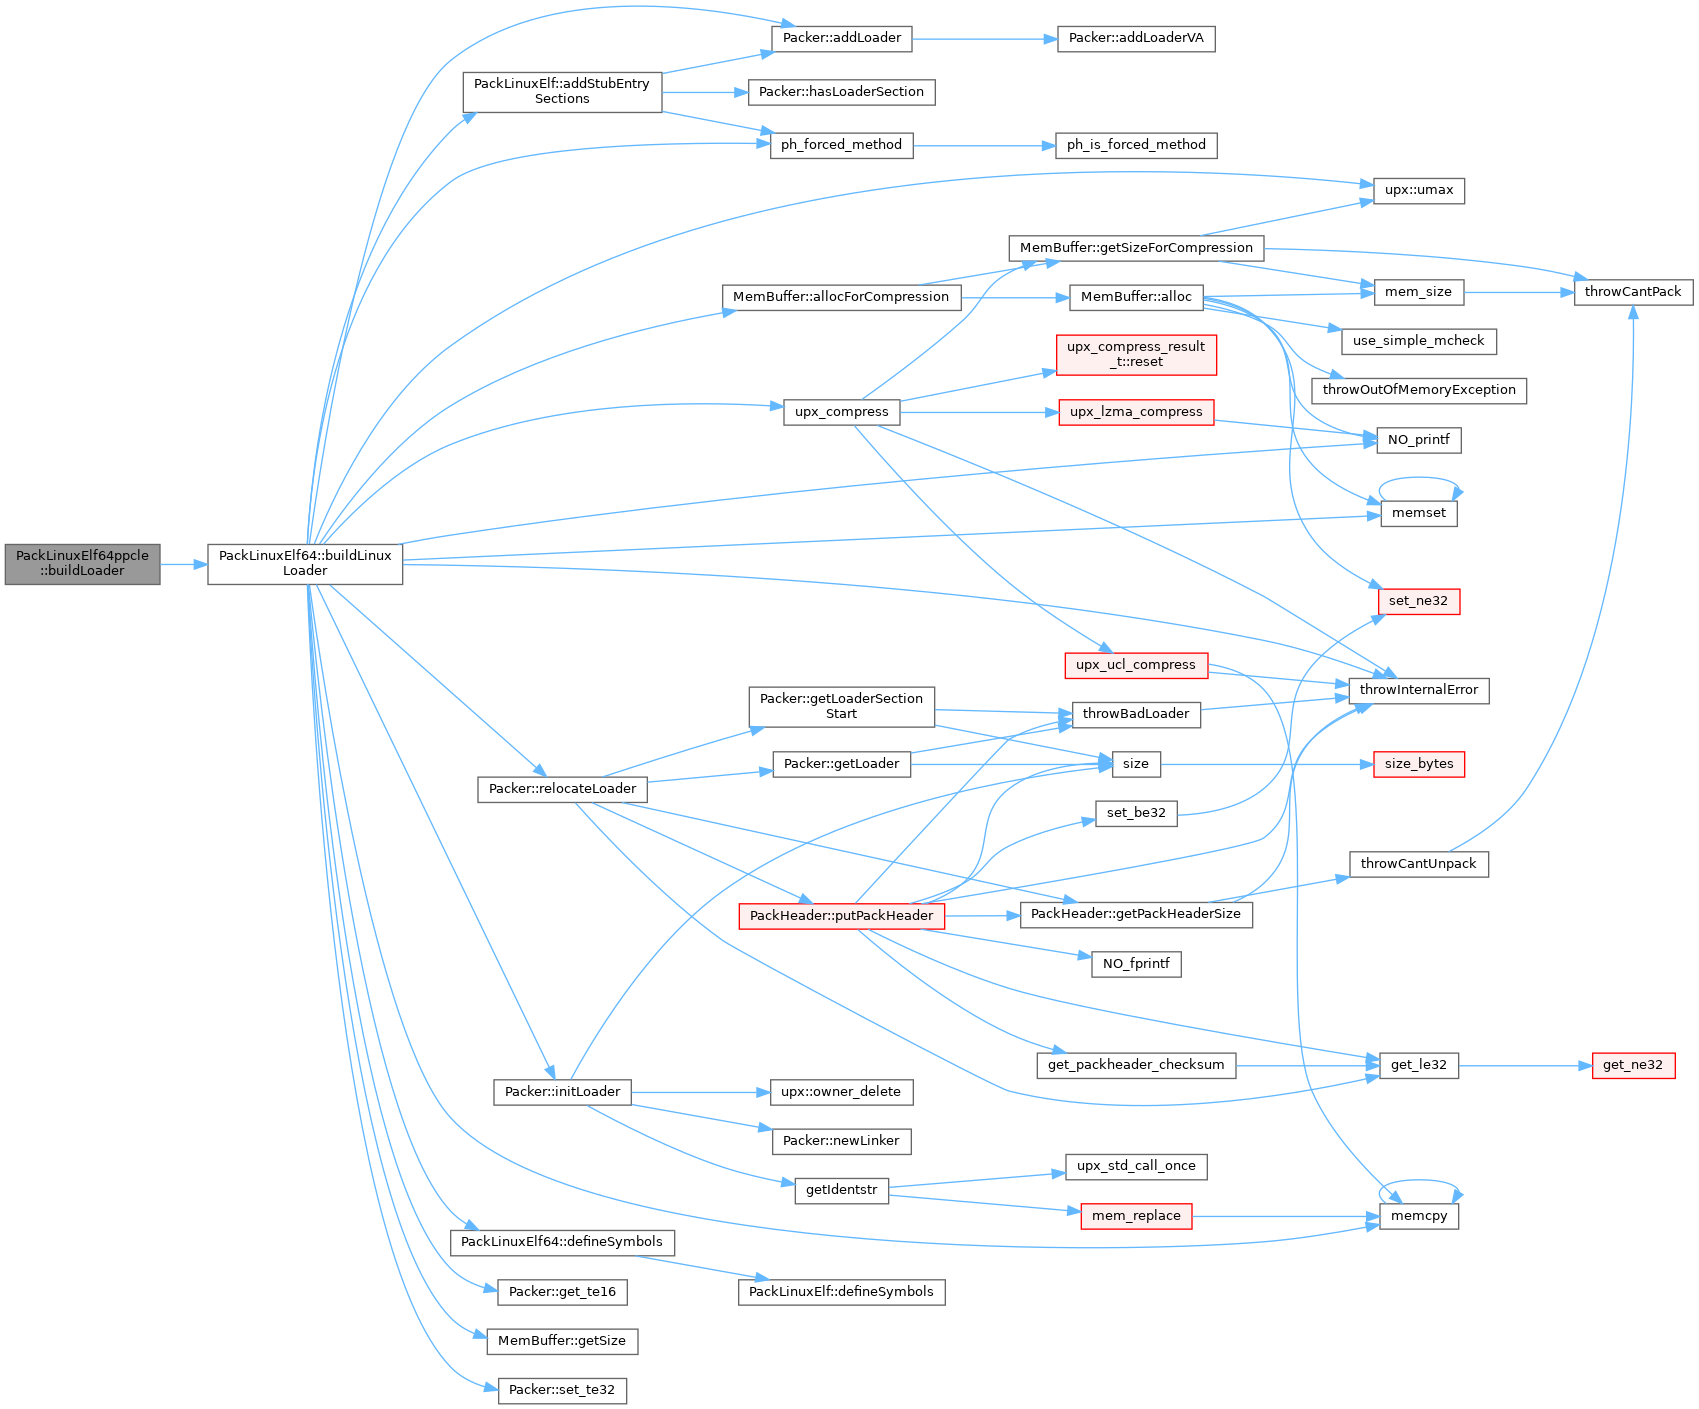 PackLinuxElf64ppcle
::buildLoader
PackLinuxElf64::buildLinux
Loader
Packer::addLoader
Packer::addLoaderVA
PackLinuxElf::addStubEntry
Sections
Packer::hasLoaderSection
ph_forced_method
ph_is_forced_method
upx::umax
MemBuffer::getSizeForCompression
MemBuffer::allocForCompression
MemBuffer::alloc
mem_size
throwCantPack
use_simple_mcheck
upx_compress_result
_t::reset
throwOutOfMemoryException
upx_compress
upx_lzma_compress
NO_printf
memset
set_ne32
upx_ucl_compress
throwInternalError
Packer::getLoaderSection
Start
throwBadLoader
Packer::getLoader
size
size_bytes
Packer::relocateLoader
set_be32
throwCantUnpack
PackHeader::putPackHeader
PackHeader::getPackHeaderSize
NO_fprintf
get_packheader_checksum
get_le32
get_ne32
Packer::initLoader
upx::owner_delete
Packer::newLinker
upx_std_call_once
getIdentstr
mem_replace
memcpy
PackLinuxElf64::defineSymbols
Packer::get_te16
PackLinuxElf::defineSymbols
MemBuffer::getSize
Packer::set_te32